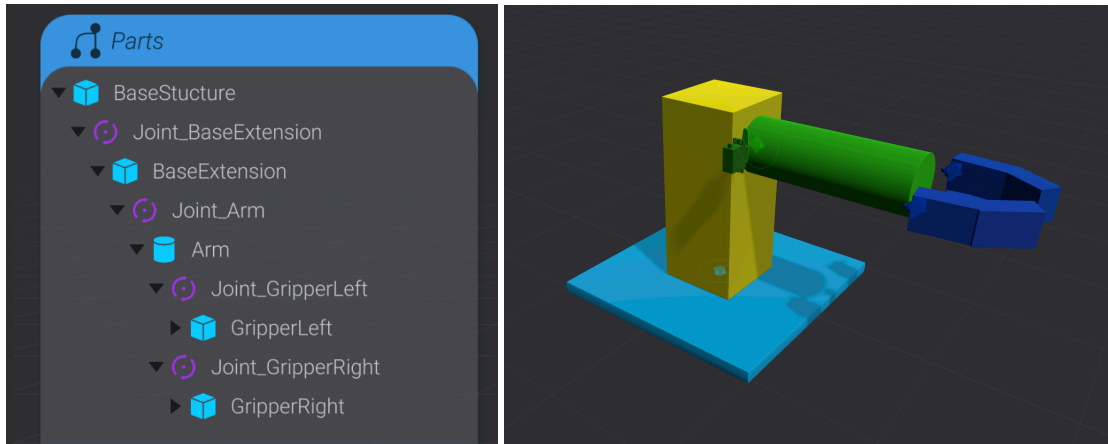 Parts
BaseStucture
Joint_BaseExtension
BaseExtension
Joint_Arm
Arm
Joint_GripperLeft
GripperLeft
Joint_GripperRight
GripperRight